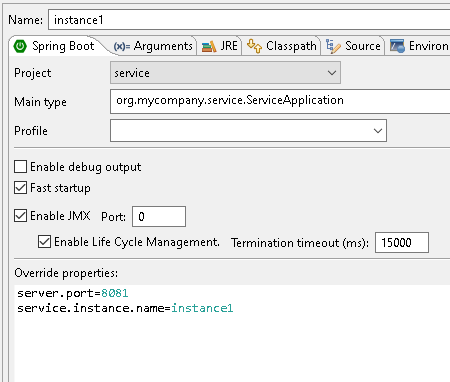 Name: instance1
Spring Boot (x)= Arguments JRE Classpath Source Environ
Project service
Main type org.mycompany.service.ServiceApplication
Profile
Enable debug output
Fast startup
Enable JMX Port: 0
Enable Life Cycle Management. Termination timeout (ms): 15000
Override properties:
server.port=8081
service.instance.name=instance1